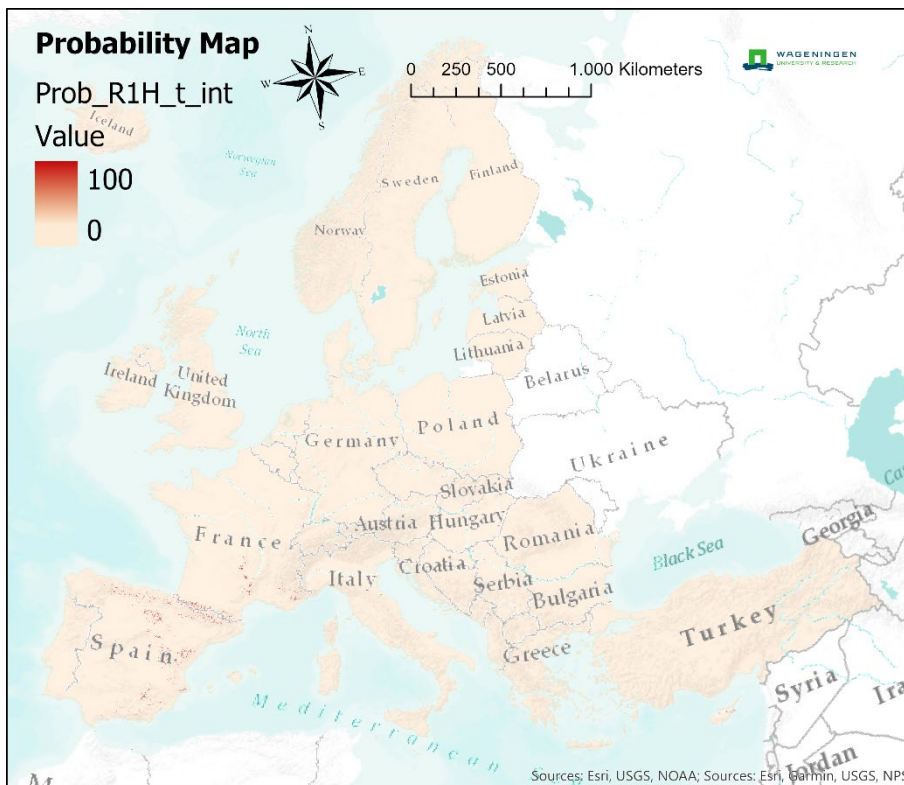 Probability Map
Prob_R1H_t_int
Value
100
0
N
W
E
S
0 250 500 1.000 Kilometers
WAGENINGEN
UNIVERSITY & RESEARCH
Iceland
Norwegian
Sea
Sweden
Finland
Norway
Estonia
Latvia
Lithuania
North
Sea
Ireland
United
Kingdom
Belarus
Germany
Poland
Ukraine
Slovakia
Austria
Hungary
France
Romania
Croatia
Italy
Serbia
Bulgaria
Black Sea
Georgia
Spain
Greece
Turkey
Syria
Mediterranean
Jordan
Sources: Esri, USGS, NOAA; Sources: Esri, Garmin, USGS, NPS